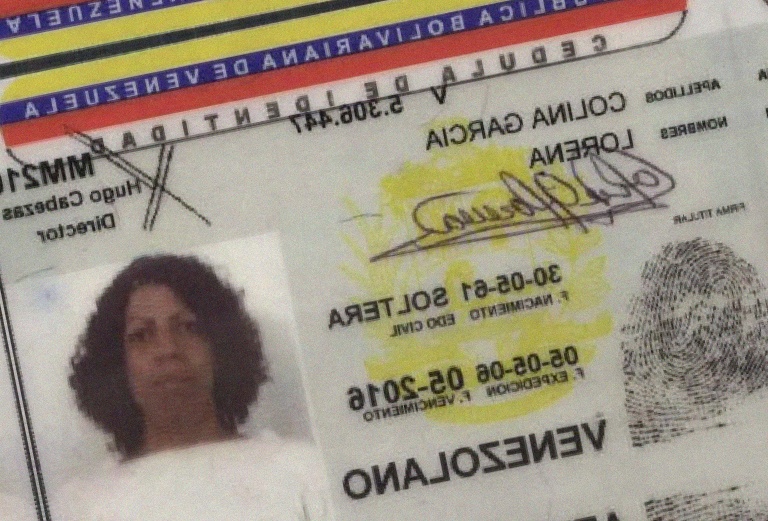 VENEZUELA
BLICA BOLIVARIANA DE VENEZUELA
CEDULA DE IDENTIDAD
V 5.306.447
APELLIDOS COLINA GARCIA
NOMBRES LORENA
Hugo Cabezas
Director
FIRMA TITULAR
30-05-61 SOLTERA
F. NACIMIENTO EDO CIVIL
05-05-06 05-2016
F. EXPEDICION F. VENCIMIENTO
VENEZOLANO